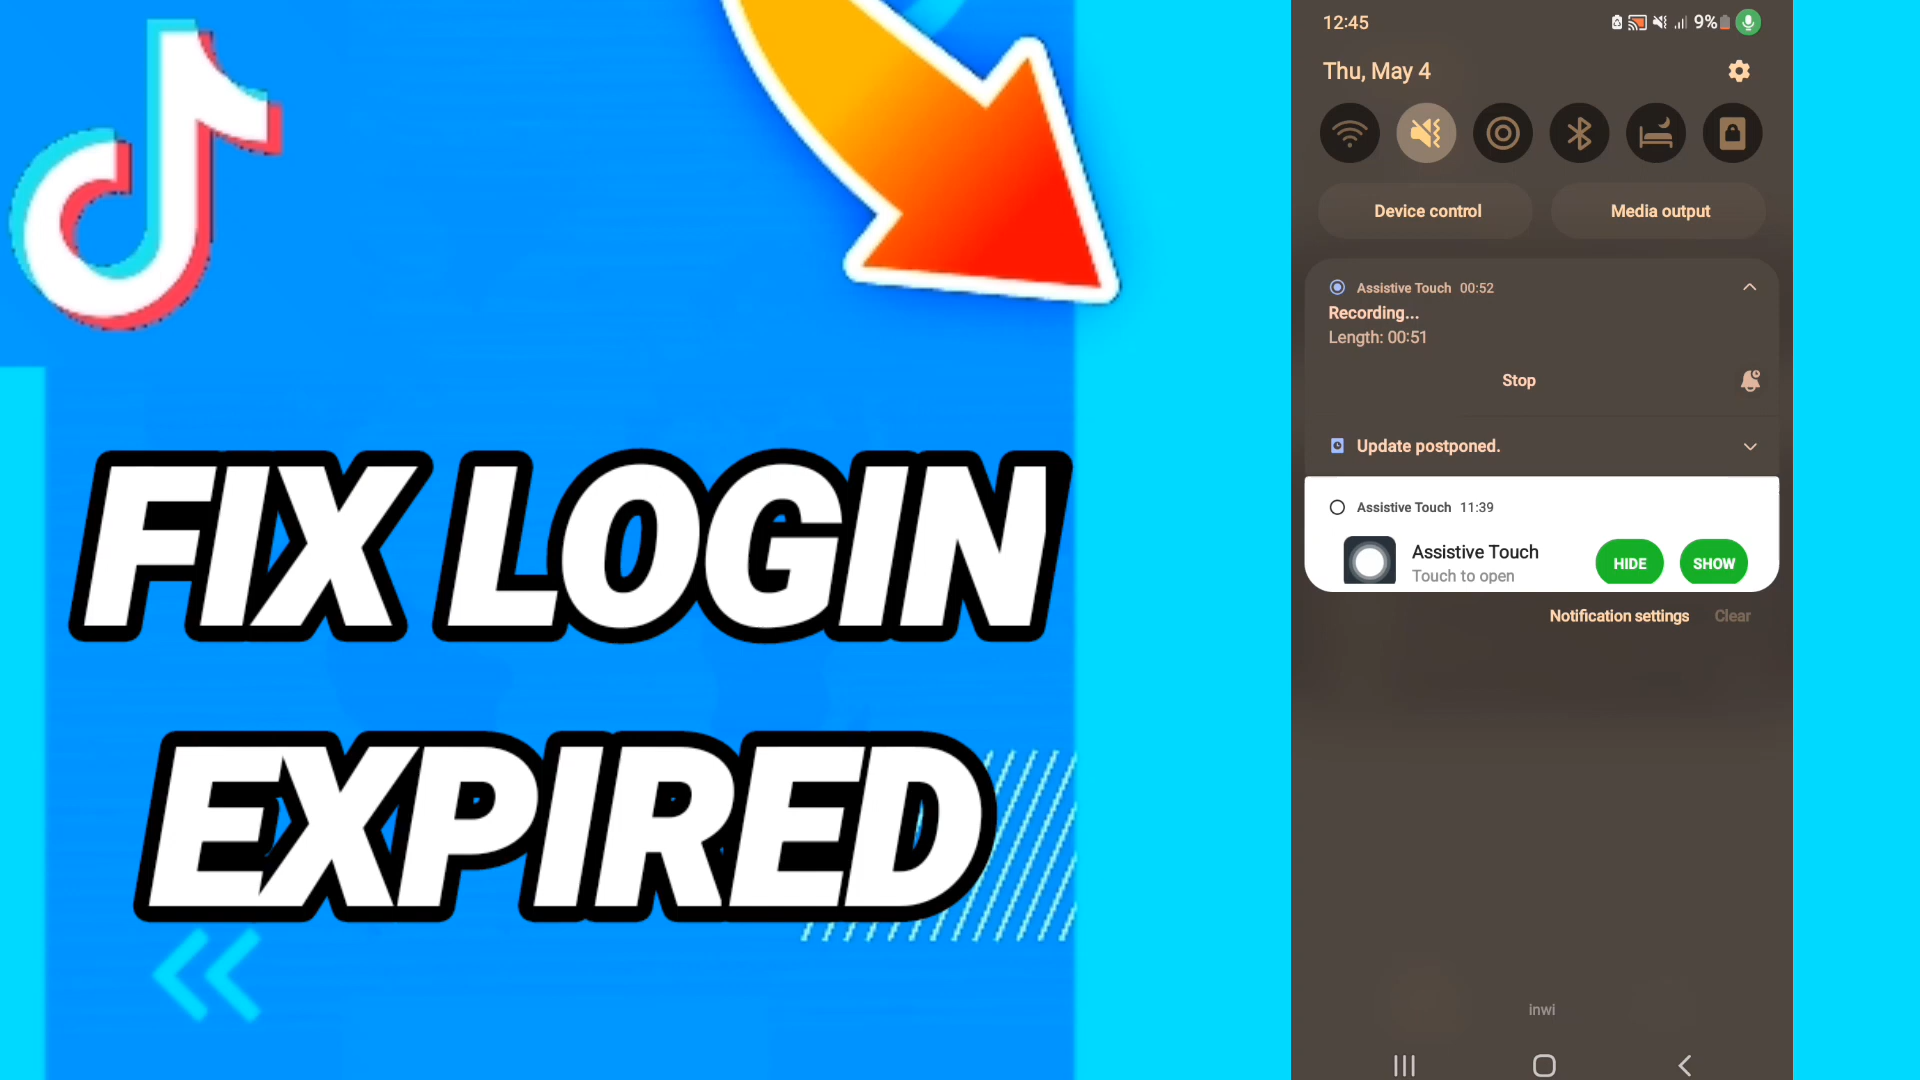 FIX LOGIN
EXPIRED
12:45
9%
Thu, May 4
Device control
Media output
Assistive Touch 00:52
Recording...
Length: 00:51
Stop
Update postponed.
Assistive Touch 11:39
Assistive Touch
Touch to open
HIDE
SHOW
Notification settings
Clear
inwi